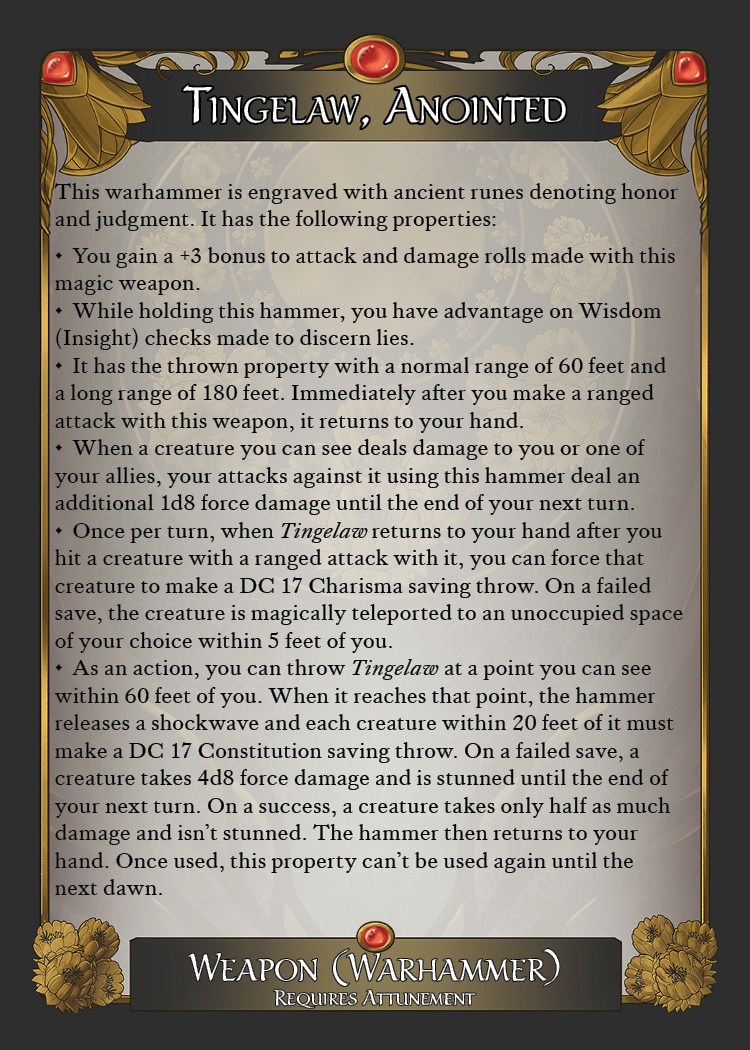 Tingelaw, Anointed
This warhammer is engraved with ancient runes denoting honor
and judgment. It has the following properties:
• You gain a +3 bonus to attack and damage rolls made with this
magic weapon.
• While holding this hammer, you have advantage on Wisdom
(Insight) checks made to discern lies.
• It has the thrown property with a normal range of 60 feet and
a long range of 180 feet. Immediately after you make a ranged
attack with this weapon, it returns to your hand.
• When a creature you can see deals damage to you or one of
your allies, your attacks against it using this hammer deal an
additional 1d8 force damage until the end of your next turn.
• Once per turn, when Tingelaw returns to your hand after you
hit a creature with a ranged attack with it, you can force that
creature to make a DC 17 Charisma saving throw. On a failed
save, the creature is magically teleported to an unoccupied space
of your choice within 5 feet of you.
• As an action, you can throw Tingelaw at a point you can see
within 60 feet of you. When it reaches that point, the hammer
releases a shockwave and each creature within 20 feet of it must
make a DC 17 Constitution saving throw. On a failed save, a
creature takes 4d8 force damage and is stunned until the end of
your next turn. On a success, a creature takes only half as much
damage and isn't stunned. The hammer then returns to your
hand. Once used, this property can't be used again until the
next dawn.
Weapon (Warhammer)
Requires Attunement